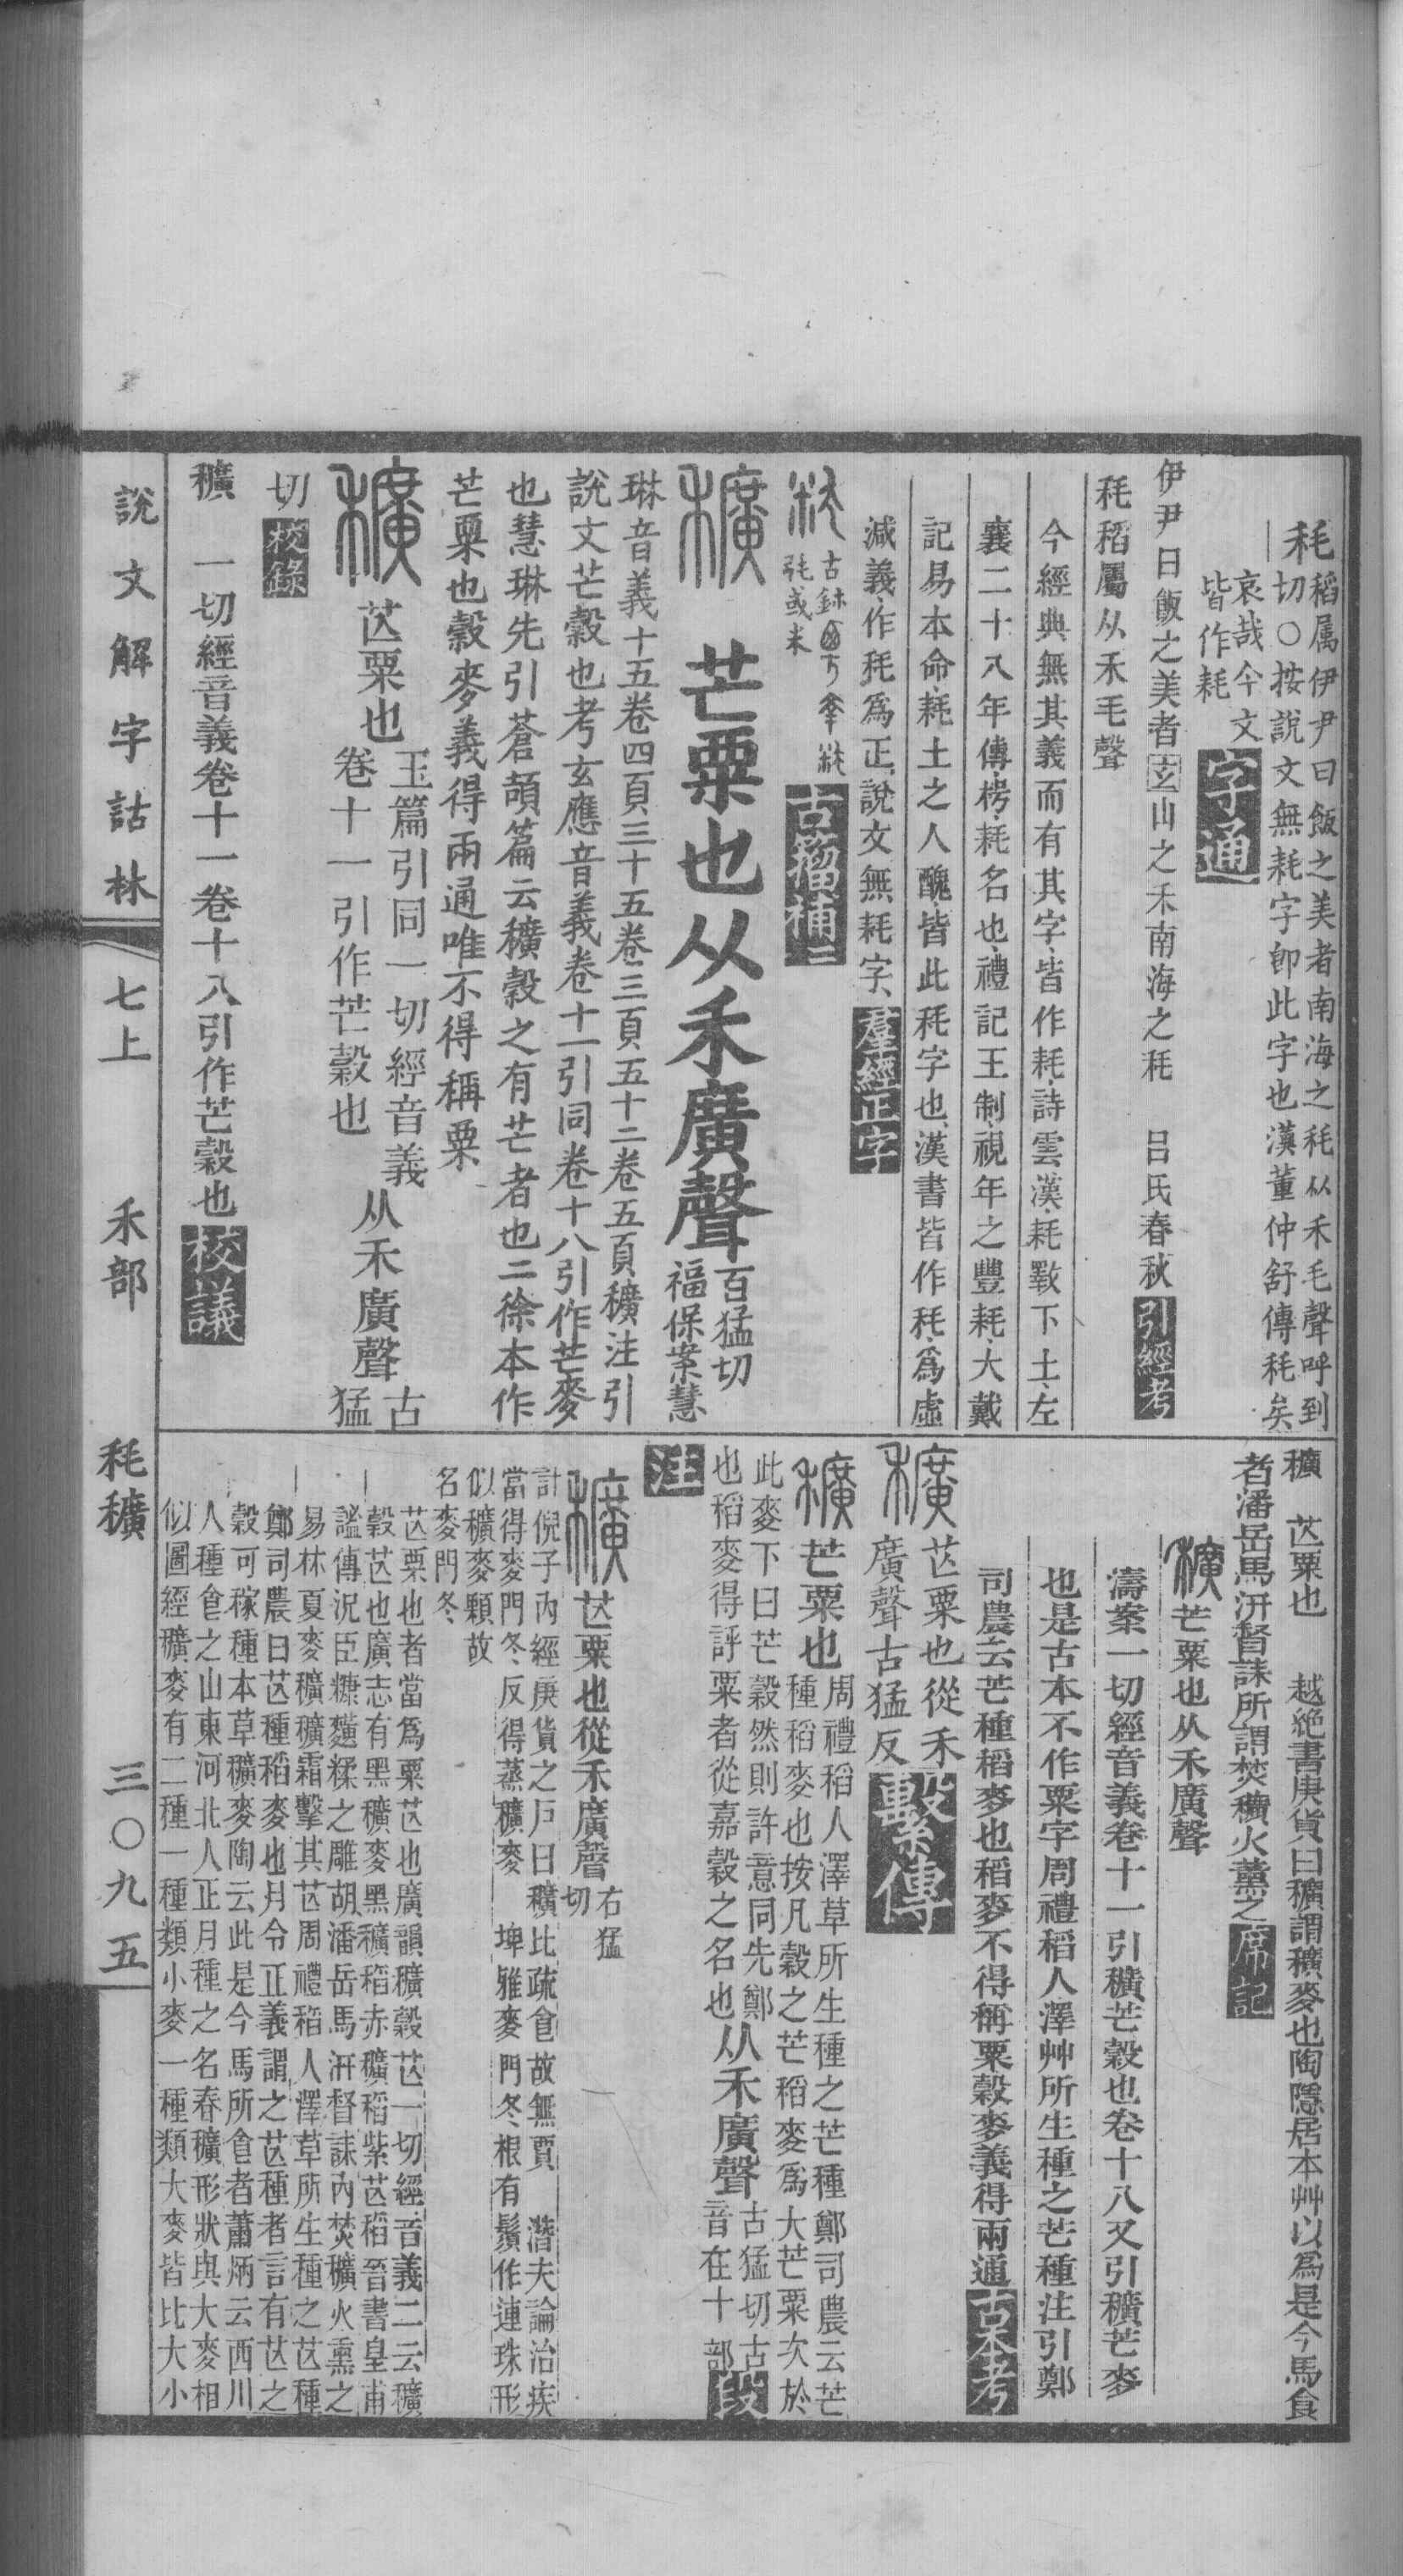 秏稻属伊尹曰飯之美者南海之秏从禾毛聲呼到
切○按說文無耗字卽此字也漢董仲舒傳秏矣
哀哉今文
皆作耗 字通
伊尹曰飯之美者玄山之禾南海之秏 呂氏春秋 引經考
秏稻屬从禾毛聲
今經典無其義而有其字皆作耗詩雲漢耗斁下土左
襄二十八年傳枵耗名也禮記王制視年之豐耗大戴
記易本命耗土之人醜皆此秏字也漢書皆作秏爲虛
減義作秏爲正說文無耗字 羣經正字
古鉥
秏或米 古籀補
穬 芒粟也从禾廣聲 百猛切
福保案慧
琳音義十五卷四頁三十五卷三頁五十二卷五頁穬注引
說文芒穀也考玄應音義卷十一引同卷十八引作芒麥
也慧琳先引蒼頡篇云穬穀之有芒者也二徐本作
芒粟也穀麥義得兩通唯不得稱粟
穬 芒粟也 玉篇引同一切經音義
卷十一引作芒穀也 从禾廣聲 古猛
切 校錄
穬 一切經音義卷十一卷十八引作芒穀也 校議
穬 芒粟也 越絶書庚貨曰穬謂穬麥也陶隱居本艸以爲是今馬食
者潘岳馬汧督誄所謂焚穬火薰之 席記
穬芒粟也从禾廣聲
濤案一切經音義卷十一引穬芒穀也卷十八又引穬芒麥
也是古本不作粟字周禮稻人澤艸所生種之芒種注引鄭
司農云芒種稻麥也稻麥不得稱粟穀麥義得兩通 古本考
穬 芒粟也從禾
廣聲古猛反 繫傳
穬 芒粟也 周禮稻人澤草所生種之芒種鄭司農云芒
種稻麥也按凡穀之芒稻麥爲大芒粟次於
此麥下曰芒穀然則許意同先鄭
也稻麥得評粟者從嘉穀之名也 从禾廣聲 古猛切古
音在十部 段
注
穬 芒粟也從禾廣聲 古猛
切
計倪子內經庚貨之戸曰穬比疏食故無賈 潛夫論治疾
當得麥門冬反得蒸穬麥 埤雅麥門冬根有鬚作連珠形
似穬麥顆故
名麥門冬
芒粟也者當爲粟芒也廣韻穬穀芒一切經音義二云穬
穀芒也廣志有黑穬麥黑穬稻赤穬稻紫芒稻晉書皇甫
謐傳況臣糠䴽糅之雕胡潘岳馬汧督誄內焚穬火熏之
易林夏麥穬穬霜擊其芒周禮稻人澤草所生種之芒種
鄭司農曰芒種稻麥也月令正義謂之芒種者言有芒之
穀可稼種本草穬麥陶云此是今馬所食者蕭炳云西川
人種食之山東河北人正月種之名春穬形狀與大麥相
似圖經穬麥有二種一種類小麥一種類大麥皆比大小
說文解字詁林 七上 禾部 秏穬 三○九五